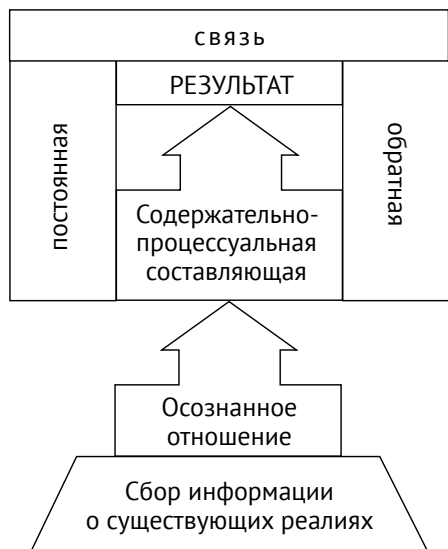 связь
РЕЗУЛЬТАТ
постоянная
обратная
Содержательно-
процессуальная
составляющая
Осознанное
отношение
Сбор информации
о существующих реалиях